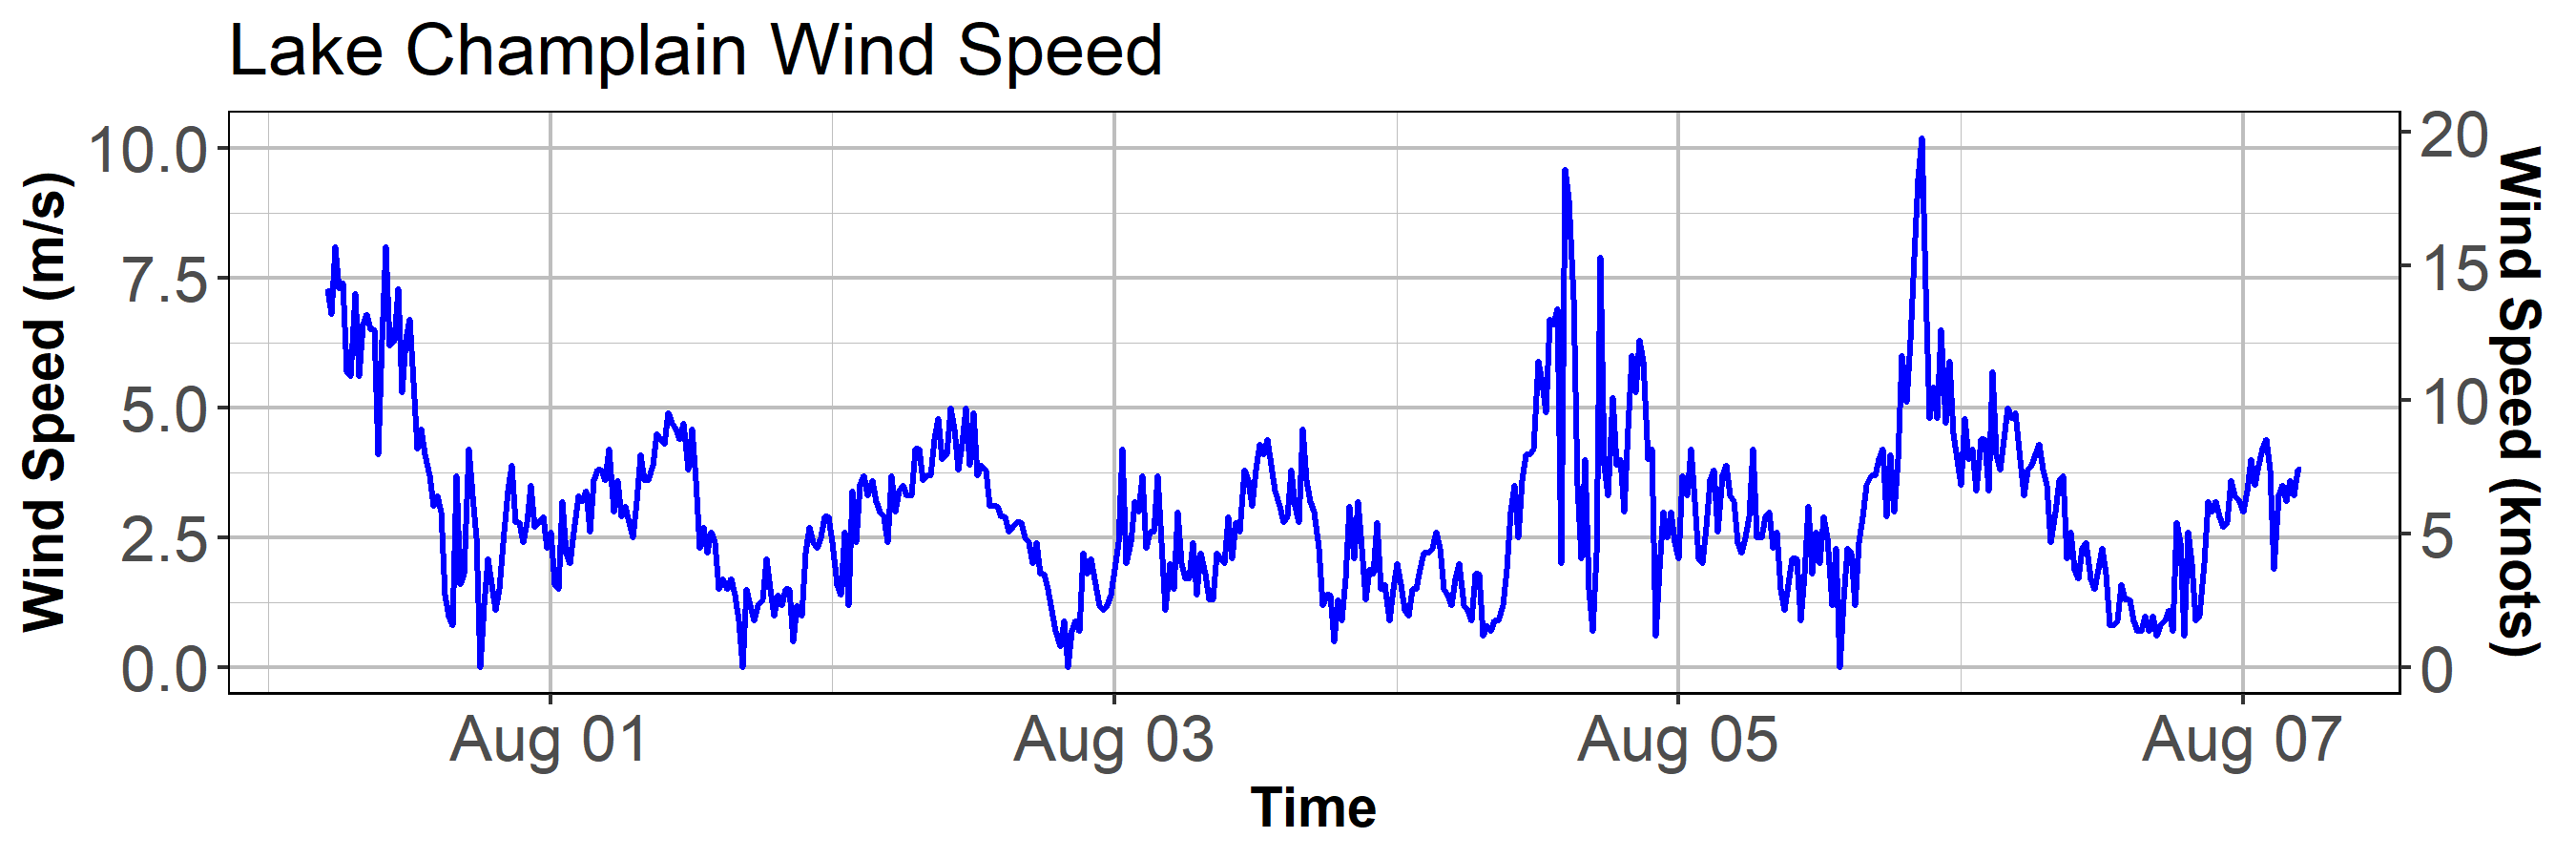 Lake Champlain Wind Speed
Wind Speed (m/s)
10.0
7.5
5.0
2.5
0.0
20
15
10
5
0
Wind Speed (knots)
Aug 01
Aug 03
Aug 05
Aug 07
Time